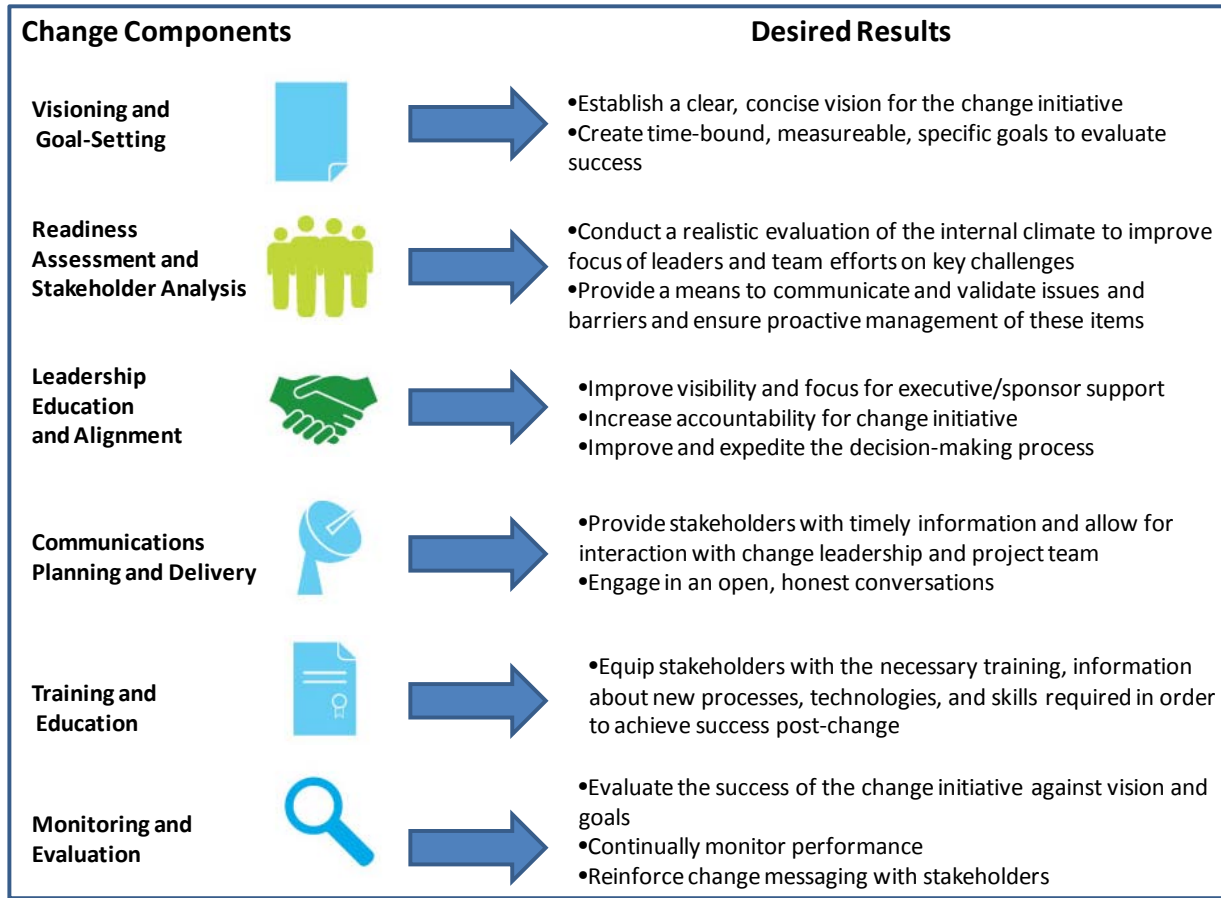 Change Components
Desired Results
Visioning and
Goal-Setting
•Establish a clear, concise vision for the change initiative
•Create time-bound, measureable, specific goals to evaluate
success
Readiness
Assessment and
Stakeholder Analysis
•Conduct a realistic evaluation of the internal climate to improve
focus of leaders and team efforts on key challenges
•Provide a means to communicate and validate issues and
barriers and ensure proactive management of these items
Leadership
Education
and Alignment
•Improve visibility and focus for executive/sponsor support
•Increase accountability for change initiative
•Improve and expedite the decision-making process
Communications
Planning and Delivery
•Provide stakeholders with timely information and allow for
interaction with change leadership and project team
•Engage in an open, honest conversations
Training and
Education
•Equip stakeholders with the necessary training, information
about new processes, technologies, and skills required in order
to achieve success post-change
Monitoring and
Evaluation
•Evaluate the success of the change initiative against vision and
goals
•Continually monitor performance
•Reinforce change messaging with stakeholders